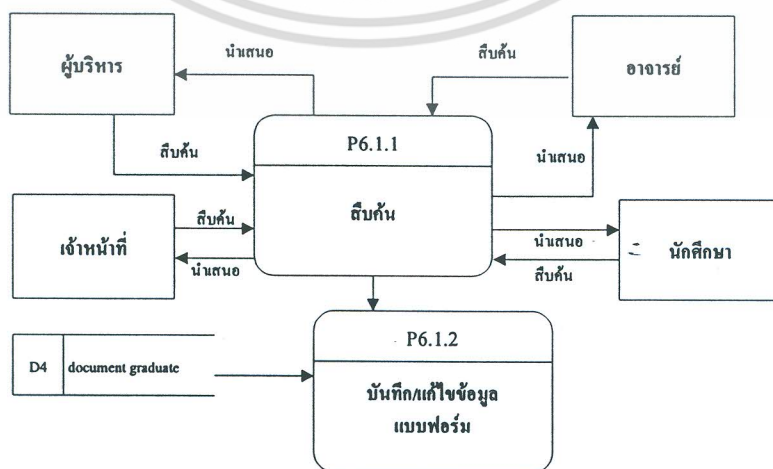 ผู้บริหาร
นำเสนอ
สืบค้น
อาจารย์
P6.1.1
สืบค้น
สืบค้น
นำเสนอ
เจ้าหน้าที่
สืบค้น
นำเสนอ
นำเสนอ
สืบค้น
นักศึกษา
P6.1.2
D4
document graduate
บันทึก/แก้ไขข้อมูล
แบบฟอร์ม